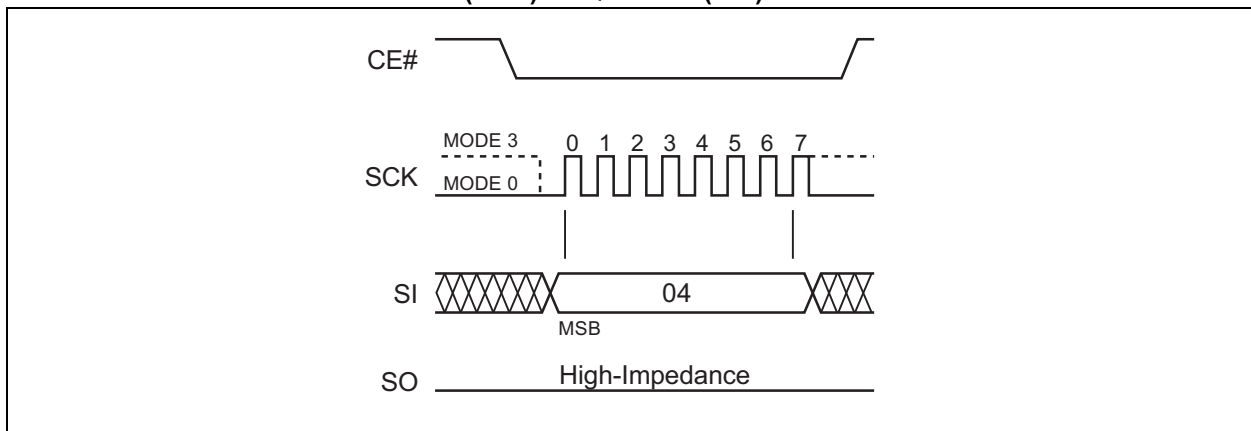 CE#
MODE 3
0 1 2 3 4 5 6 7
SCK
MODE 0
SI
04
MSB
SO
High-Impedance